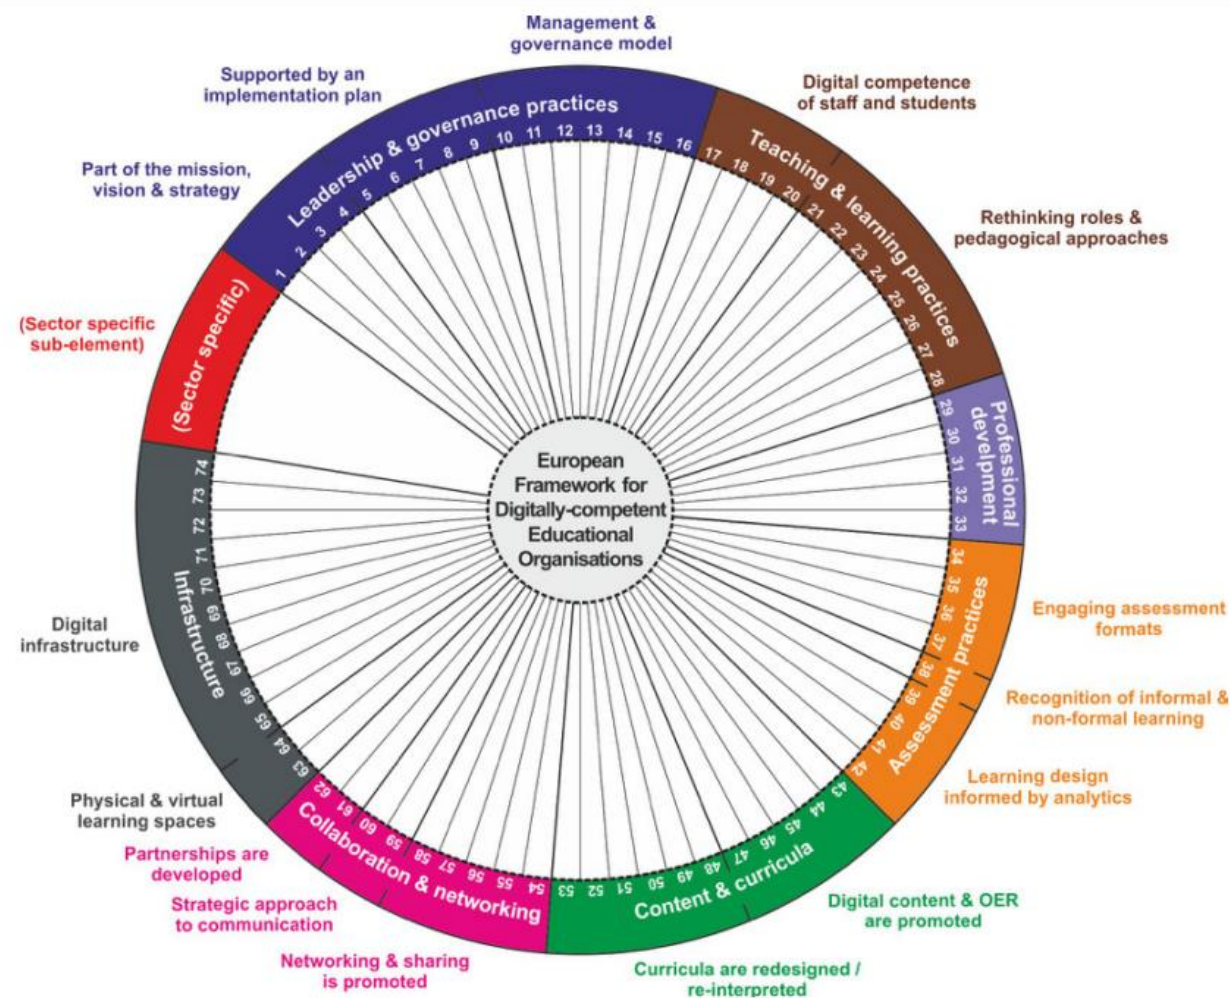 Management &
governance model
Supported by an
implementation plan
Part of the mission,
vision & strategy
(Sector specific
sub-element)
Digital
infrastructure
Physical & virtual
learning spaces
Partnerships are
developed
Strategic approach
to communication
Networking & sharing
is promoted
Curricula are redesigned /
re-interpreted
Digital content & OER
are promoted
Learning design
informed by analytics
Recognition of informal &
non-formal learning
Engaging assessment
formats
Rethinking roles &
pedagogical approaches
Digital competence
of staff and students
Leadership & governance practices
Teaching & learning practices
Professional
develpment
Assessment practices
Content & curricula
Collaboration & networking
Infrastructure
(Sector specific)
1 2 3 4 5 6 7 8 9 10 11 12 13 14 15 16
17 18 19 20 21 22 23 24 25 26 27 28
29 30 31 32 33
34 35 36 37 38 39 40 41 42
43 44 45 46 47 48 49 50 51 52 53
54 55 56 57 58 59 60 61 62
63 64 65 66 67 68 69 70 71 72 73 74
European
Framework for
Digitally-competent
Educational
Organisations